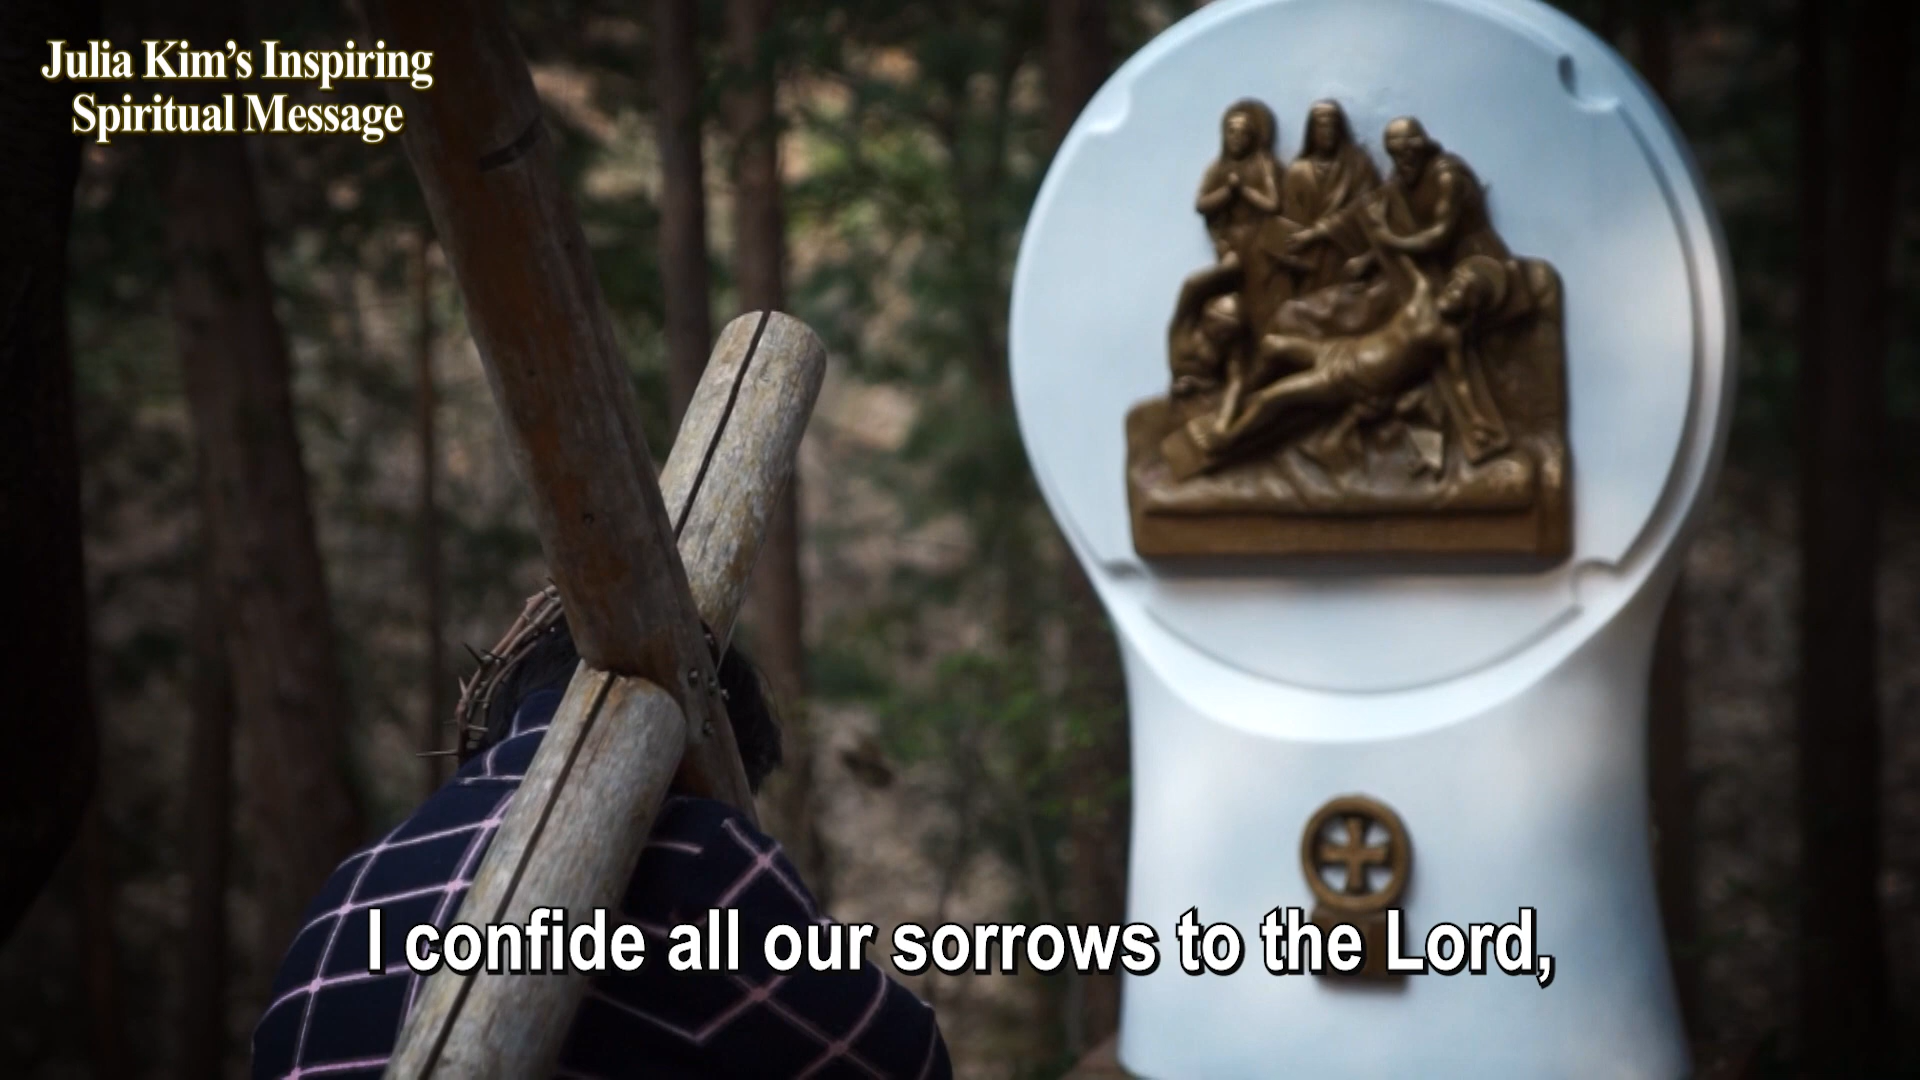 Julia Kim’s Inspiring
Spiritual Message
I confide all our sorrows to the Lord,